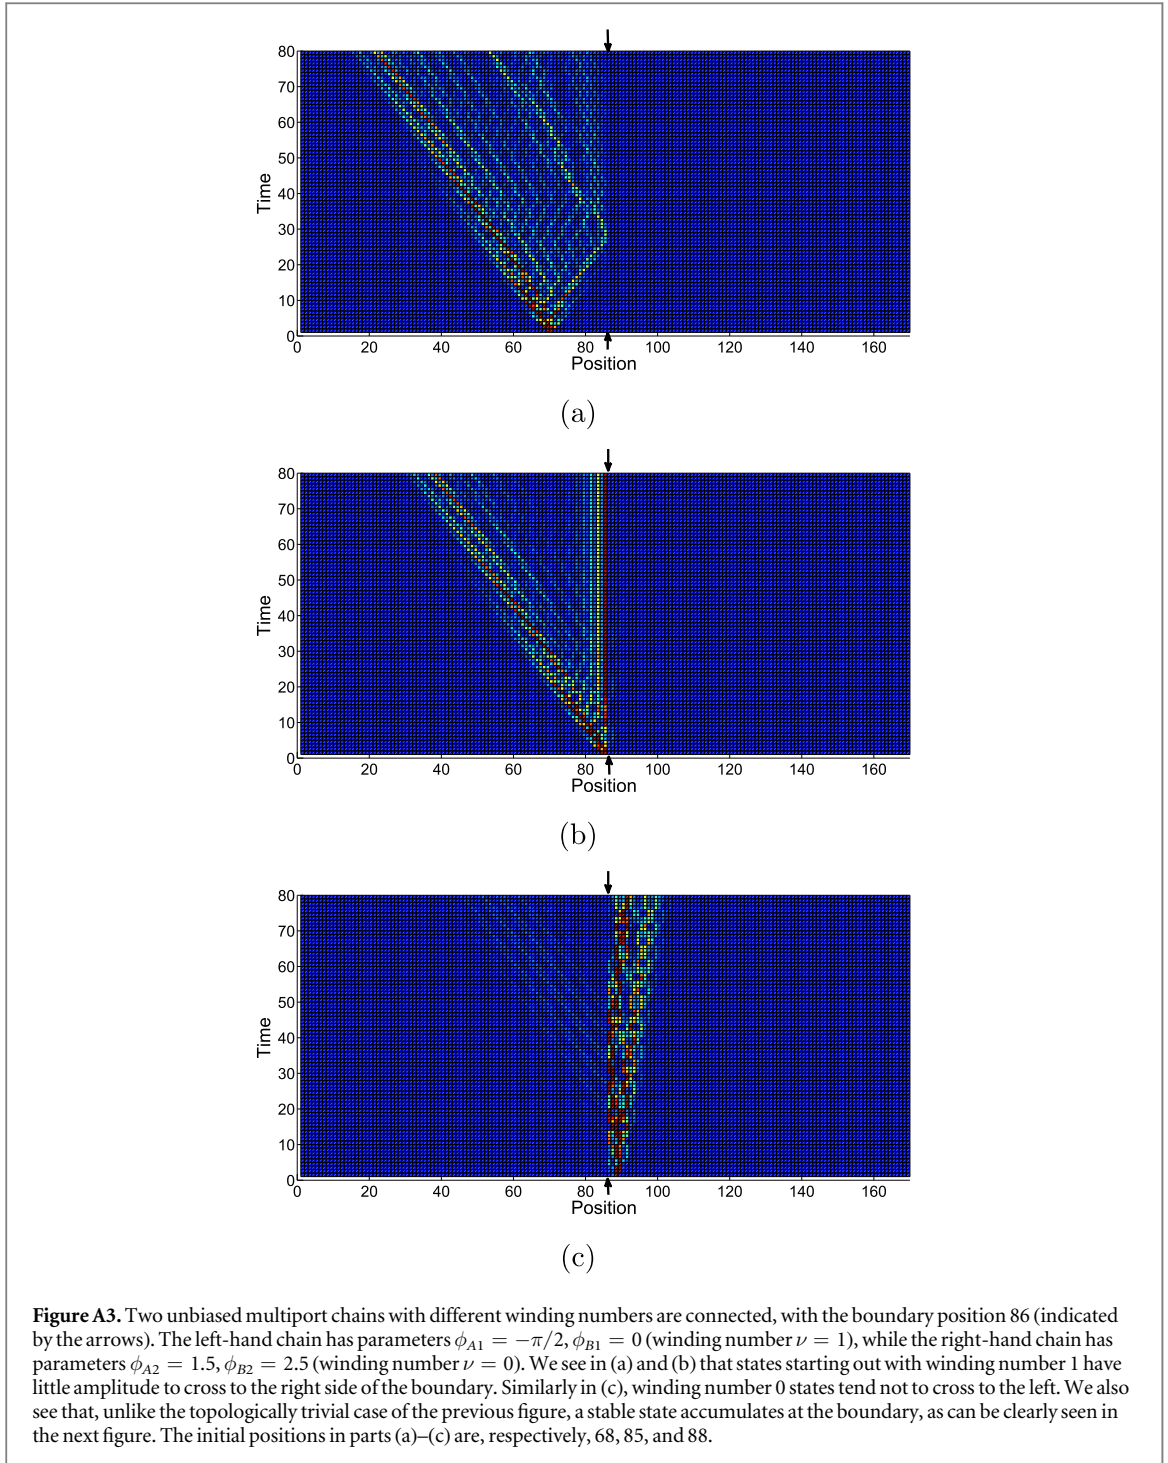 80
70
60
50
40
30
20
10
0
Time
0 20 40 60 80 100 120 140 160
Position
(a)
80
70
60
50
40
30
20
10
0
Time
0 20 40 60 80 100 120 140 160
Position
(b)
80
70
60
50
40
30
20
10
0
Time
0 20 40 60 80 100 120 140 160
Position
(c)
Figure A3. Two unbiased multiport chains with different winding numbers are connected, with the boundary position 86 (indicated
by the arrows). The left-hand chain has parameters ϕA1 = −π/2, ϕB1 = 0 (winding number ν = 1), while the right-hand chain has
parameters ϕA2 = 1.5, ϕB2 = 2.5 (winding number ν = 0). We see in (a) and (b) that states starting out with winding number 1 have
little amplitude to cross to the right side of the boundary. Similarly in (c), winding number 0 states tend not to cross to the left. We also
see that, unlike the topologically trivial case of the previous figure, a stable state accumulates at the boundary, as can be clearly seen in
the next figure. The initial positions in parts (a)–(c) are, respectively, 68, 85, and 88.